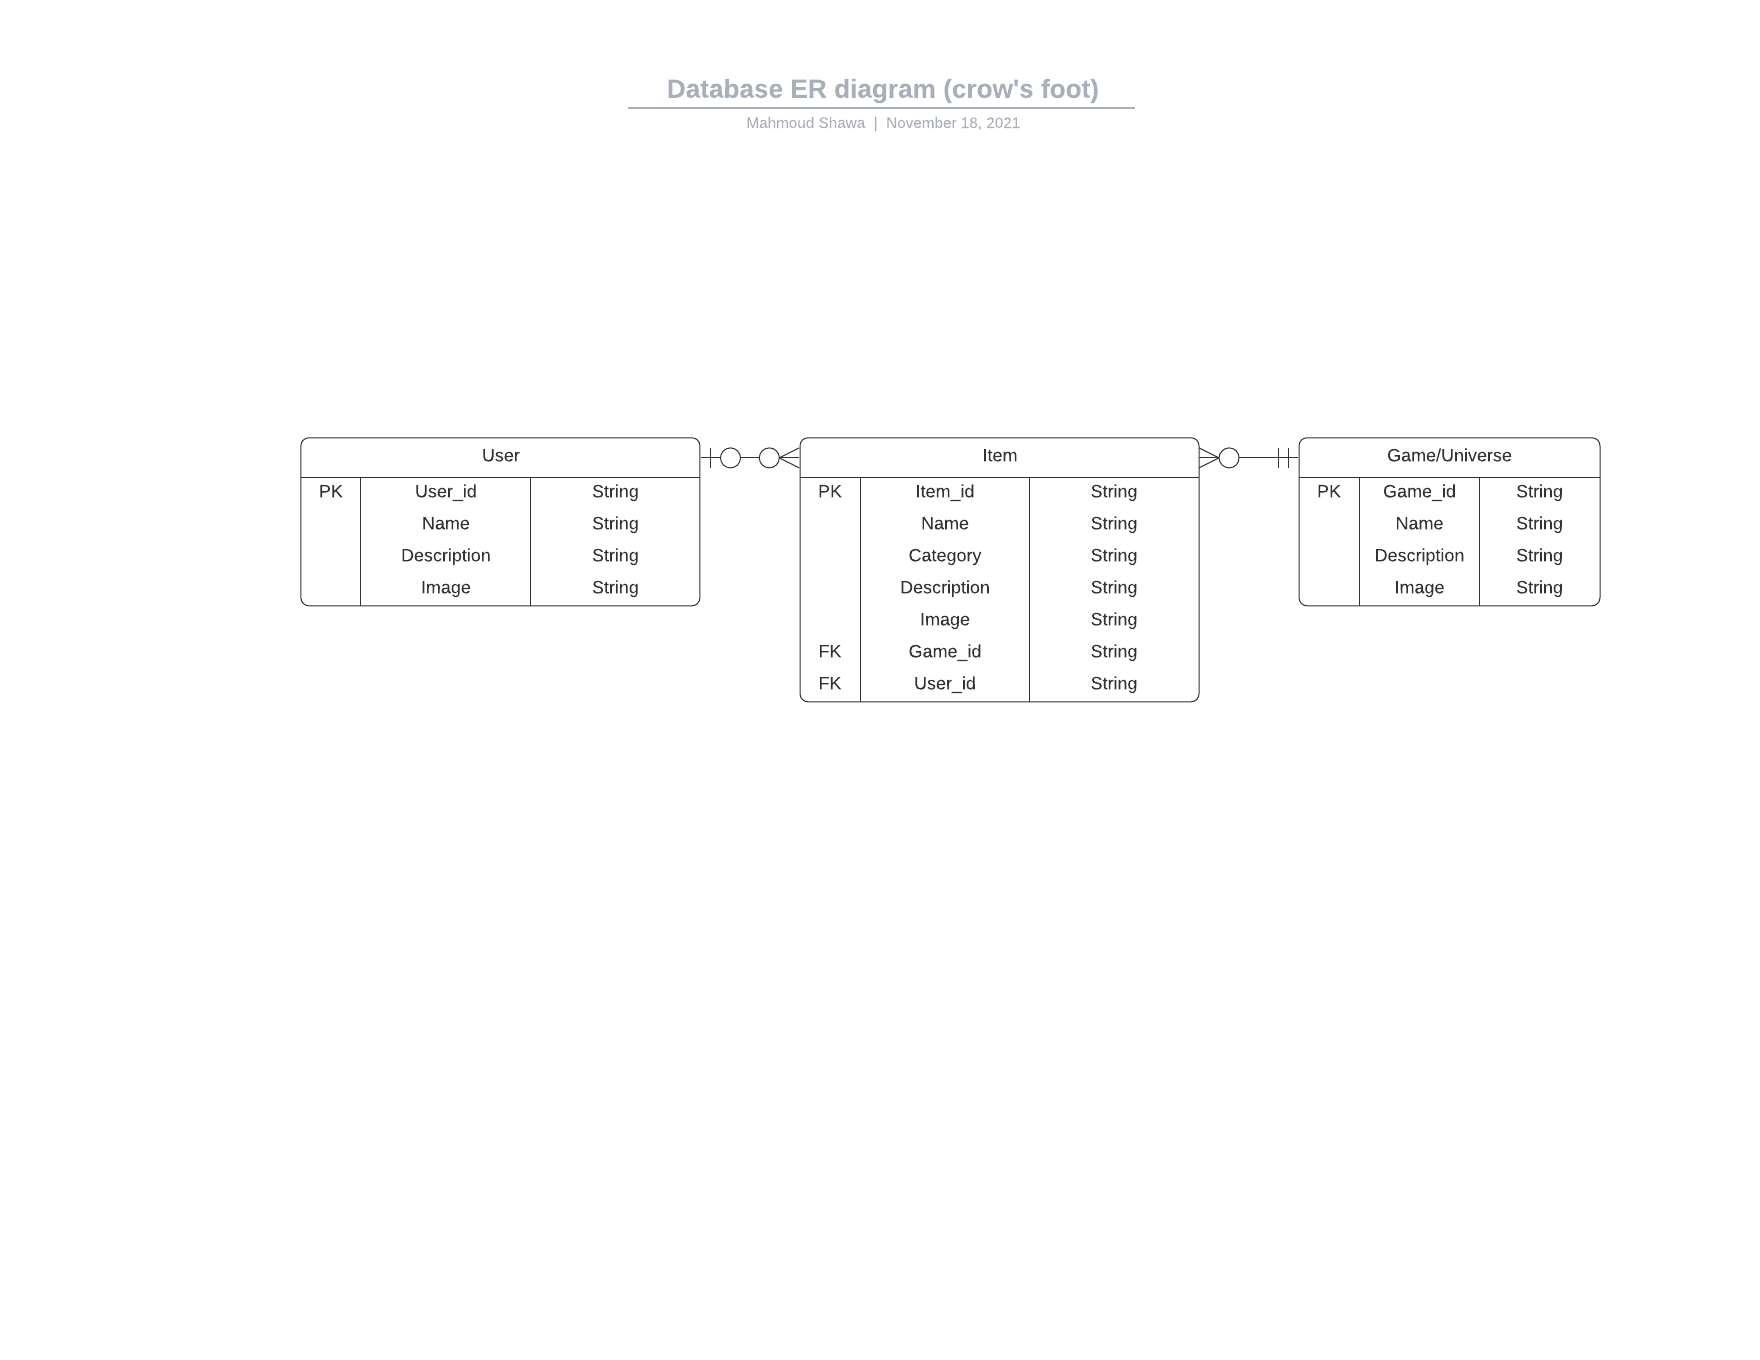 Database ER diagram (crow's foot)
Mahmoud Shawa | November 18, 2021
User
PK User_id String
Name String
Description String
Image String
Item
PK Item_id String
Name String
Category String
Description String
Image String
FK Game_id String
FK User_id String
Game/Universe
PK Game_id String
Name String
Description String
Image String